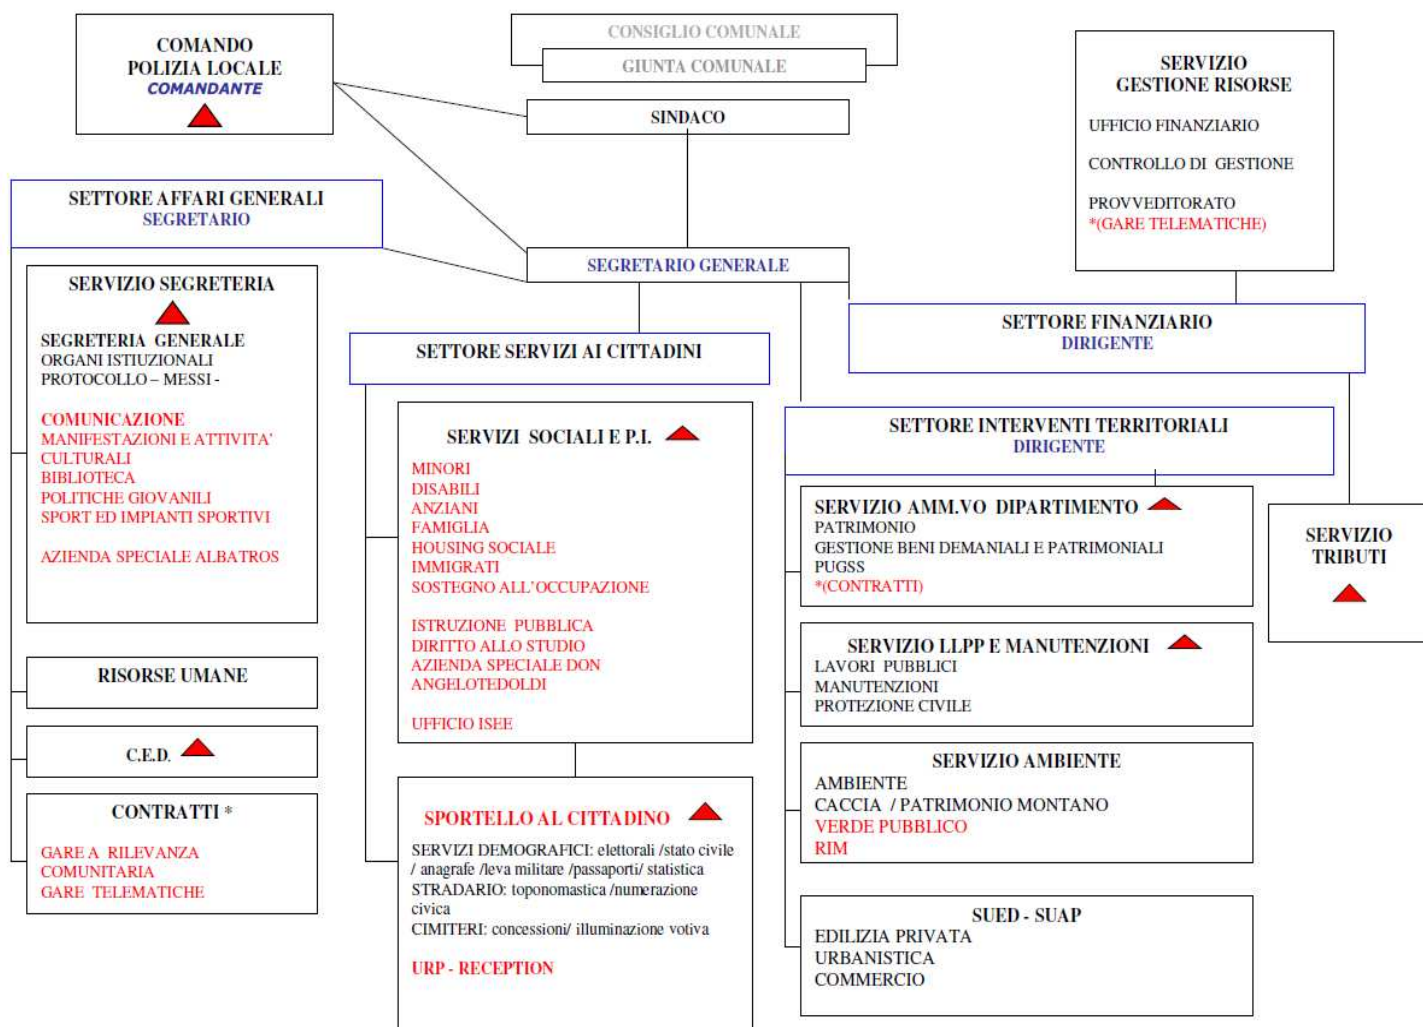 COMANDO
POLIZIA LOCALE
COMANDANTE
CONSIGLIO COMUNALE
GIUNTA COMUNALE
SINDACO
SERVIZIO
GESTIONE RISORSE
UFFICIO FINANZIARIO
CONTROLLO DI GESTIONE
PROVVEDITORATO
*(GARE TELEMATICHE)
SETTORE AFFARI GENERALI
SEGRETARIO
SEGRETARIO GENERALE
SERVIZIO SEGRETERIA
SEGRETERIA GENERALE
ORGANI ISTIUZIONALI
PROTOCOLLO – MESSI -
COMUNICAZIONE
MANIFESTAZIONI E ATTIVITA’
CULTURALI
BIBLIOTECA
POLITICHE GIOVANILI
SPORT ED IMPIANTI SPORTIVI
AZIENDA SPECIALE ALBATROS
RISORSE UMANE
C.E.D.
CONTRATTI *
GARE A RILEVANZA
COMUNITARIA
GARE TELEMATICHE
SETTORE SERVIZI AI CITTADINI
SERVIZI SOCIALI E P.I.
MINORI
DISABILI
ANZIANI
FAMIGLIA
HOUSING SOCIALE
IMMIGRATI
SOSTEGNO ALL’OCCUPAZIONE
ISTRUZIONE PUBBLICA
DIRITTO ALLO STUDIO
AZIENDA SPECIALE DON
ANGELOTEDOLDI
UFFICIO ISEE
SPORTELLO AL CITTADINO
SERVIZI DEMOGRAFICI: elettorali /stato civile
/ anagrafe /leva militare /passaporti/ statistica
STRADARIO: toponomastica /numerazione
civica
CIMITERI: concessioni/ illuminazione votiva
URP - RECEPTION
SETTORE FINANZIARIO
DIRIGENTE
SETTORE INTERVENTI TERRITORIALI
DIRIGENTE
SERVIZIO AMM.VO DIPARTIMENTO
PATRIMONIO
GESTIONE BENI DEMANIALI E PATRIMONIALI
PUGSS
*(CONTRATTI)
SERVIZIO
TRIBUTI
SERVIZIO LLPP E MANUTENZIONI
LAVORI PUBBLICI
MANUTENZIONI
PROTEZIONE CIVILE
SERVIZIO AMBIENTE
AMBIENTE
CACCIA / PATRIMONIO MONTANO
VERDE PUBBLICO
RIM
SUED - SUAP
EDILIZIA PRIVATA
URBANISTICA
COMMERCIO